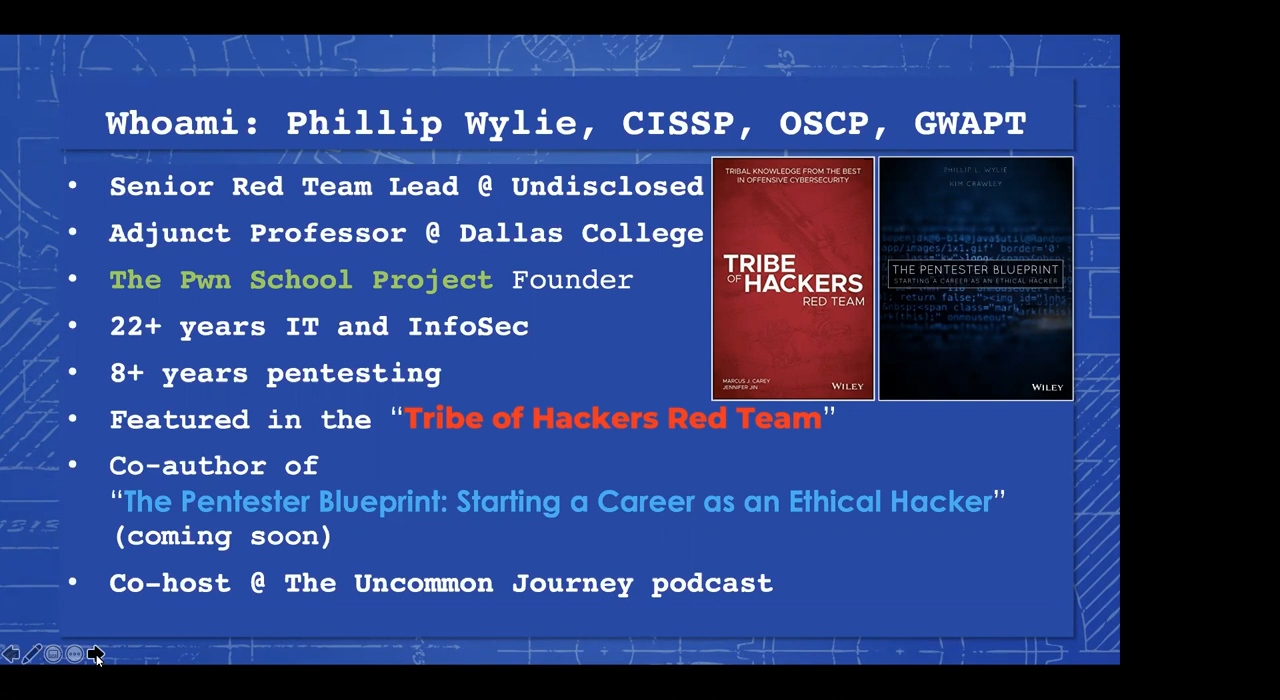 Whoami: Phillip Wylie, CISSP, OSCP, GWAPT
• Senior Red Team Lead @ Undisclosed
• Adjunct Professor @ Dallas College
• The Pwn School Project Founder
• 22+ years IT and InfoSec
• 8+ years pentesting
• Featured in the “Tribe of Hackers Red Team”
• Co-author of
“The Pentester Blueprint: Starting a Career as an Ethical Hacker”
(coming soon)
• Co-host @ The Uncommon Journey podcast
TRIBAL KNOWLEDGE FROM THE BEST
IN OFFENSIVE CYBERSECURITY
TRIBE
OF HACKERS
RED TEAM
MARCUS J. CAREY
JENNIFER JIN
WILEY
PHILLIP L. WYLIE
KIM CRAWLEY
THE PENTESTER BLUEPRINT
STARTING A CAREER AS AN ETHICAL HACKER
WILEY